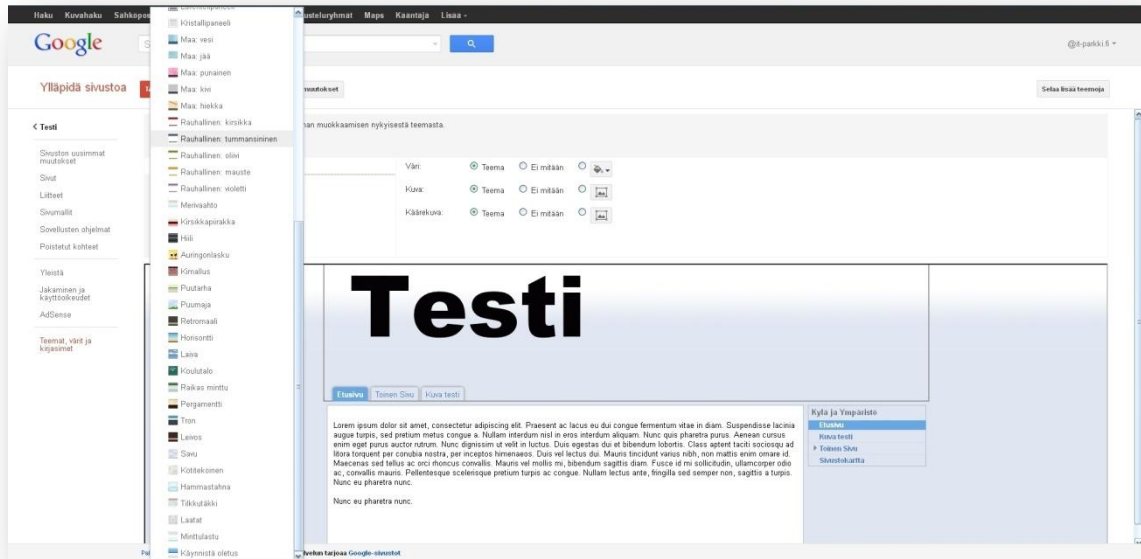 Haku Kuvahaku Maps Kaantaja Lisaa
Google
@it-parkki.fi
Ylläpidä sivustoa
Selaa lisää teemoja
nan muokkaamisen nykyisestä teemasta.
< Testi
Sivuston uusimmat
muutokset
Sivut
Liitteet
Sivumallit
Sovellusten ohjelmat
Poistetut kohteet
Yleistä
Jakaminen ja
käyttöoikeudet
AdSense
Teemat, värit ja
kirjasimet
Kristallipaneeli
Maa: vesi
Maa: jää
Maa: punainen
Maa: kivi
Maa: hiekka
Rauhallinen: kirsikka
Rauhallinen: tummansininen
Rauhallinen: oliivi
Rauhallinen: mauste
Rauhallinen: violetti
Merivaahto
Kirsikkapiirakka
Hiili
Auringonlasku
Kimallus
Puutarha
Puumaja
Retromaali
Horisontti
Laiva
Koulutalo
Raikas minttu
Pergamentti
Tron
Leivos
Savu
Kotitekoinen
Hammastahna
Tilkkutäkki
Laatat
Minttulastu
Käynnistä oletus
Väri: Teema Ei mitään
Kuva: Teema Ei mitään
Käärekuva: Teema Ei mitään
Testi
Etusivu Toinen Sivu Kuva testi
Lorem ipsum dolor sit amet, consectetur adipiscing elit. Praesent ac lacus eu dui congue fermentum vitae in diam. Suspendisse lacinia
augue turpis, sed pretium metus congue a. Nullam interdum nisl in eros interdum aliquam. Nunc quis pharetra purus. Aenean cursus
enim eget purus auctor rutrum. Nunc dignissim ut velit in luctus. Duis egestas dui et bibendum lobortis. Class aptent taciti sociosqu ad
litora torquent per conubia nostra, per inceptos himenaeos. Duis vel lectus dui. Mauris tincidunt varius nibh, non mattis enim ornare id.
Maecenas sed tellus ac orci rhoncus convallis. Mauris vel mollis mi, bibendum sagittis diam. Fusce id mi sollicitudin, ullamcorper odio
ac, convallis mauris. Pellentesque scelerisque pretium turpis ac congue. Nullam lectus ante, fringilla sed semper non, sagittis a turpis.
Nunc eu pharetra nunc.
Nunc eu pharetra nunc.
Kylä ja Ympäristö
Etusivu
Kuva testi
Toinen Sivu
Sivustokartta
tarjoaa Google-sivustot